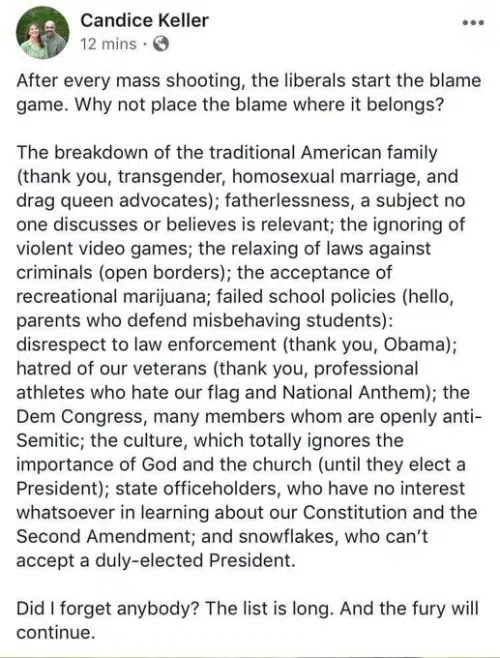 Candice Keller
12 mins ·
After every mass shooting, the liberals start the blame
game. Why not place the blame where it belongs?
The breakdown of the traditional American family
(thank you, transgender, homosexual marriage, and
drag queen advocates); fatherlessness, a subject no
one discusses or believes is relevant; the ignoring of
violent video games; the relaxing of laws against
criminals (open borders); the acceptance of
recreational marijuana; failed school policies (hello,
parents who defend misbehaving students):
disrespect to law enforcement (thank you, Obama);
hatred of our veterans (thank you, professional
athletes who hate our flag and National Anthem); the
Dem Congress, many members whom are openly anti-
Semitic; the culture, which totally ignores the
importance of God and the church (until they elect a
President); state officeholders, who have no interest
whatsoever in learning about our Constitution and the
Second Amendment; and snowflakes, who can't
accept a duly-elected President.
Did I forget anybody? The list is long. And the fury will
continue.